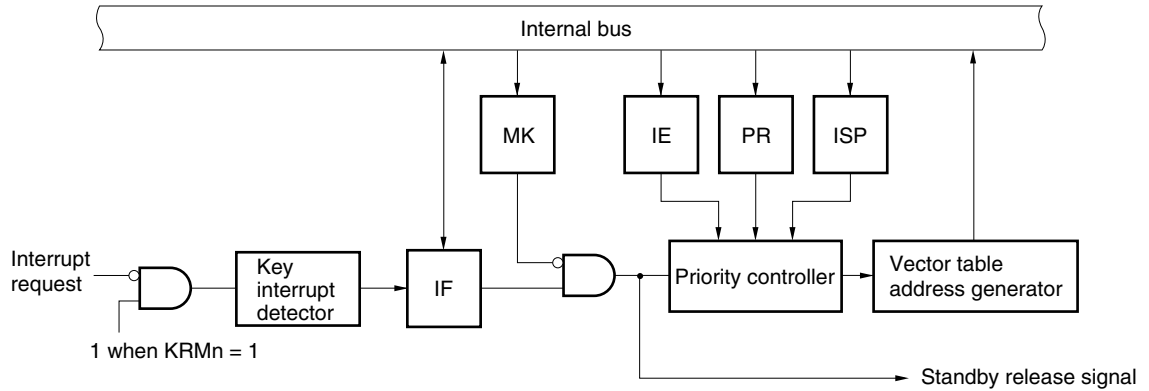 Internal bus
MK
IE
PR
ISP
Interrupt
request
Key
interrupt
detector
IF
Priority controller
Vector table
address generator
1 when KRMn = 1
Standby release signal